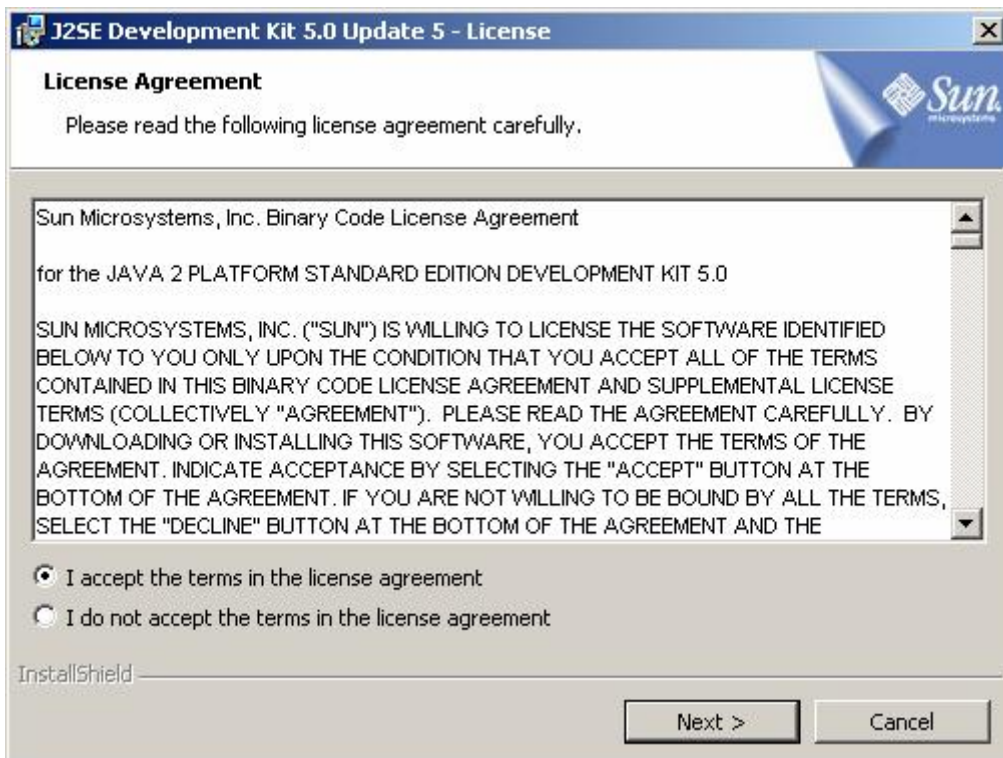 J2SE Development Kit 5.0 Update 5 - License
License Agreement
Please read the following license agreement carefully.
Sun
microsystems
Sun Microsystems, Inc. Binary Code License Agreement
for the JAVA 2 PLATFORM STANDARD EDITION DEVELOPMENT KIT 5.0
SUN MICROSYSTEMS, INC. ("SUN") IS WILLING TO LICENSE THE SOFTWARE IDENTIFIED
BELOW TO YOU ONLY UPON THE CONDITION THAT YOU ACCEPT ALL OF THE TERMS
CONTAINED IN THIS BINARY CODE LICENSE AGREEMENT AND SUPPLEMENTAL LICENSE
TERMS (COLLECTIVELY "AGREEMENT").  PLEASE READ THE AGREEMENT CAREFULLY.  BY
DOWNLOADING OR INSTALLING THIS SOFTWARE, YOU ACCEPT THE TERMS OF THE
AGREEMENT. INDICATE ACCEPTANCE BY SELECTING THE "ACCEPT" BUTTON AT THE
BOTTOM OF THE AGREEMENT. IF YOU ARE NOT WILLING TO BE BOUND BY ALL THE TERMS,
SELECT THE "DECLINE" BUTTON AT THE BOTTOM OF THE AGREEMENT AND THE
I accept the terms in the license agreement
I do not accept the terms in the license agreement
InstallShield
Next >
Cancel